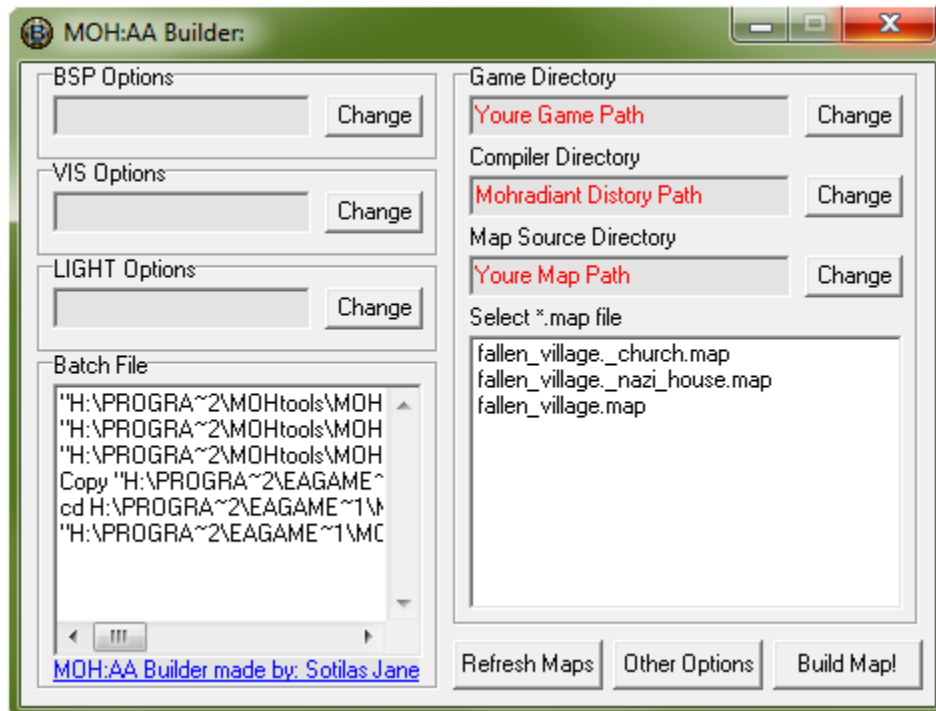 MOH:AA Builder:
BSP Options
Change
VIS Options
Change
LIGHT Options
Change
Batch File
"H:\PROGRA~2\MOHtools\MOH
"H:\PROGRA~2\MOHtools\MOH
"H:\PROGRA~2\MOHtools\MOH
Copy "H:\PROGRA~2\EAGAME~
cd H:\PROGRA~2\EAGAME~1\M
"H:\PROGRA~2\EAGAME~1\MO
MOH:AA Builder made by: Sotilas Jane
Game Directory
Youre Game Path
Change
Compiler Directory
Mohradiant Distory Path
Change
Map Source Directory
Youre Map Path
Change
Select *.map file
fallen_village._church.map
fallen_village._nazi_house.map
fallen_village.map
Refresh Maps
Other Options
Build Map!